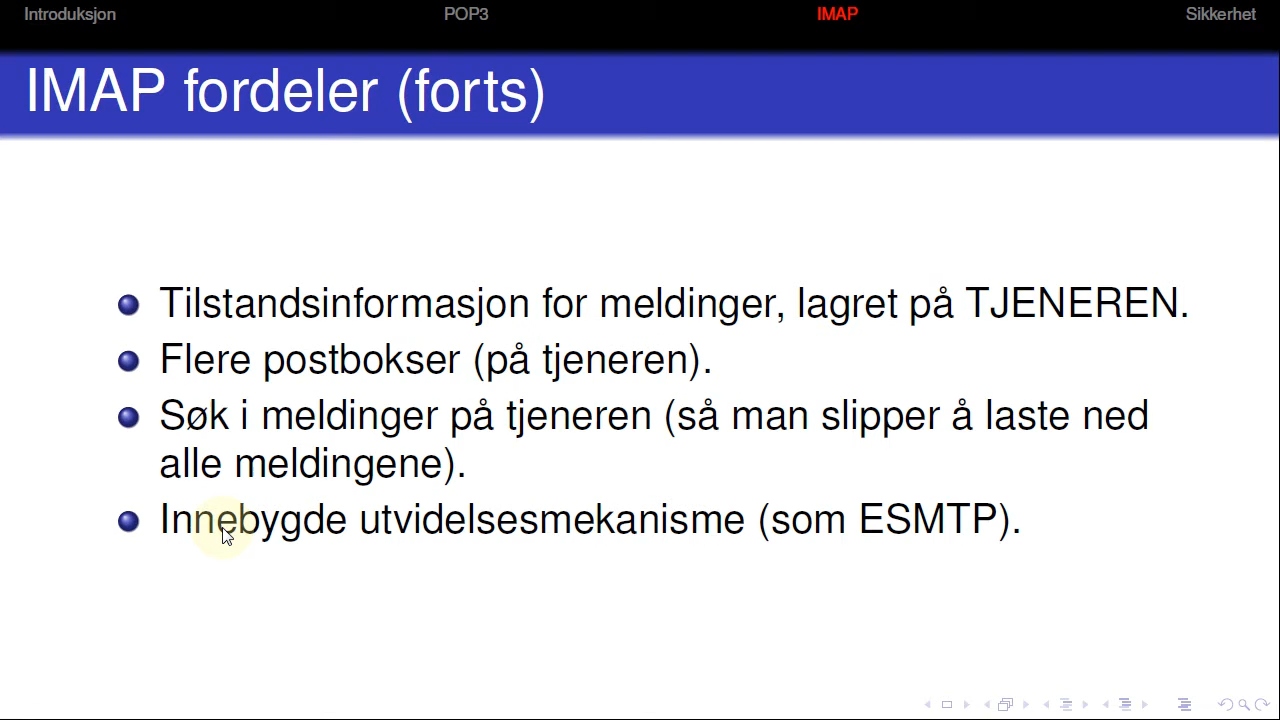 Introduksjon POP3 IMAP Sikkerhet
IMAP fordeler (forts)
Tilstandsinformasjon for meldinger, lagret på TJENEREN.
Flere postbokser (på tjeneren).
Søk i meldinger på tjeneren (så man slipper å laste ned
alle meldingene).
Innebygde utvidelsesmekanisme (som ESMTP).